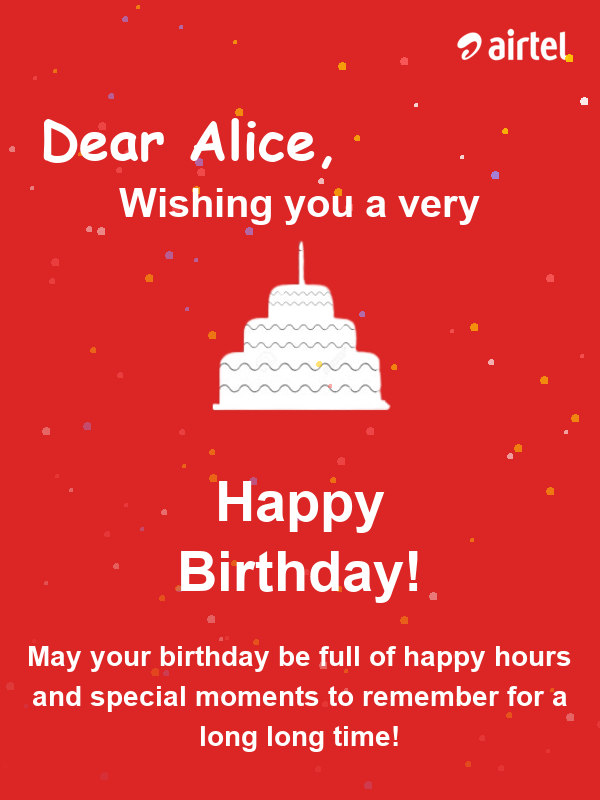 airtel
Dear Alice,
Wishing you a very
Happy
Birthday!
May your birthday be full of happy hours
and special moments to remember for a
long long time!